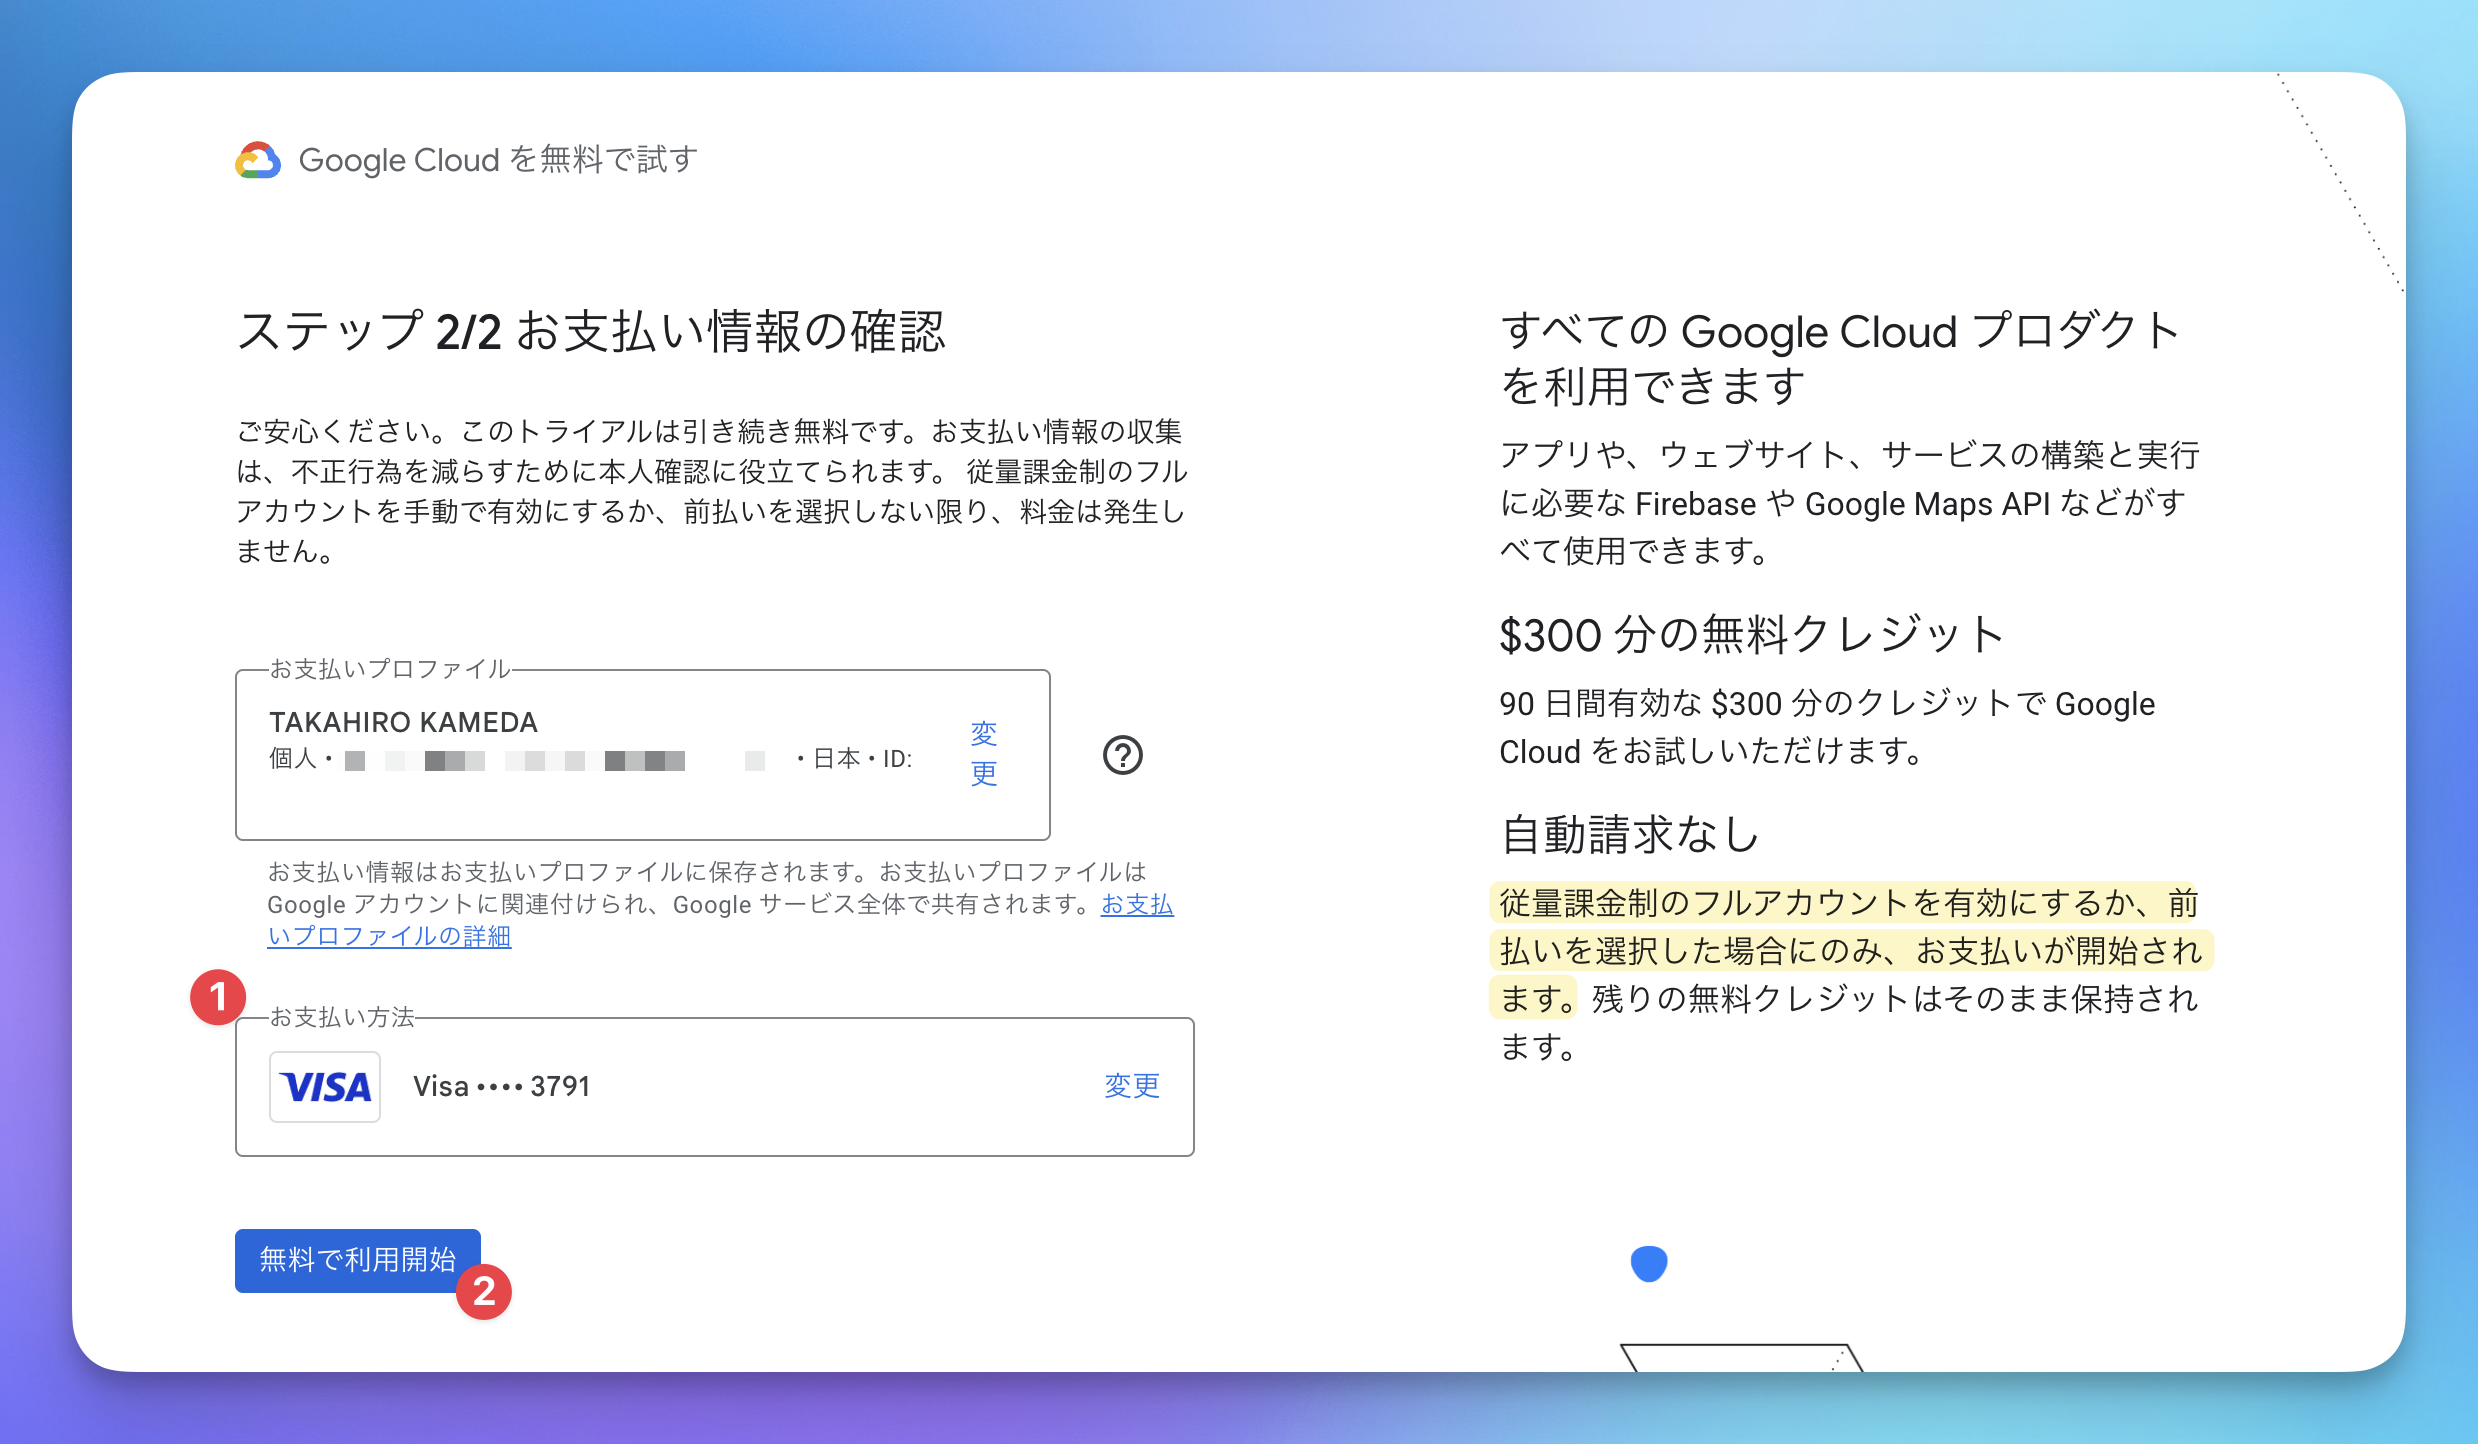 Google Cloud を無料で試す
ステップ 2/2 お支払い情報の確認
ご安心ください。このトライアルは引き続き無料です。お支払い情報の収集
は、不正行為を減らすために本人確認に役立てられます。 従量課金制のフル
アカウントを手動で有効にするか、前払いを選択しない限り、料金は発生し
ません。
お支払いプロファイル
TAKAHIRO KAMEDA
個人・
・日本・ID:
変
更
お支払い情報はお支払いプロファイルに保存されます。お支払いプロファイルは
Google アカウントに関連付けられ、Google サービス全体で共有されます。お支払
いプロファイルの詳細
1
お支払い方法
VISA
Visa •••• 3791
変更
無料で利用開始
2
すべての Google Cloud プロダクト
を利用できます
アプリや、ウェブサイト、サービスの構築と実行
に必要な Firebase や Google Maps API などがす
べて使用できます。
$300 分の無料クレジット
90 日間有効な $300 分のクレジットで Google
Cloud をお試しいただけます。
自動請求なし
従量課金制のフルアカウントを有効にするか、前
払いを選択した場合にのみ、お支払いが開始され
ます。残りの無料クレジットはそのまま保持され
ます。